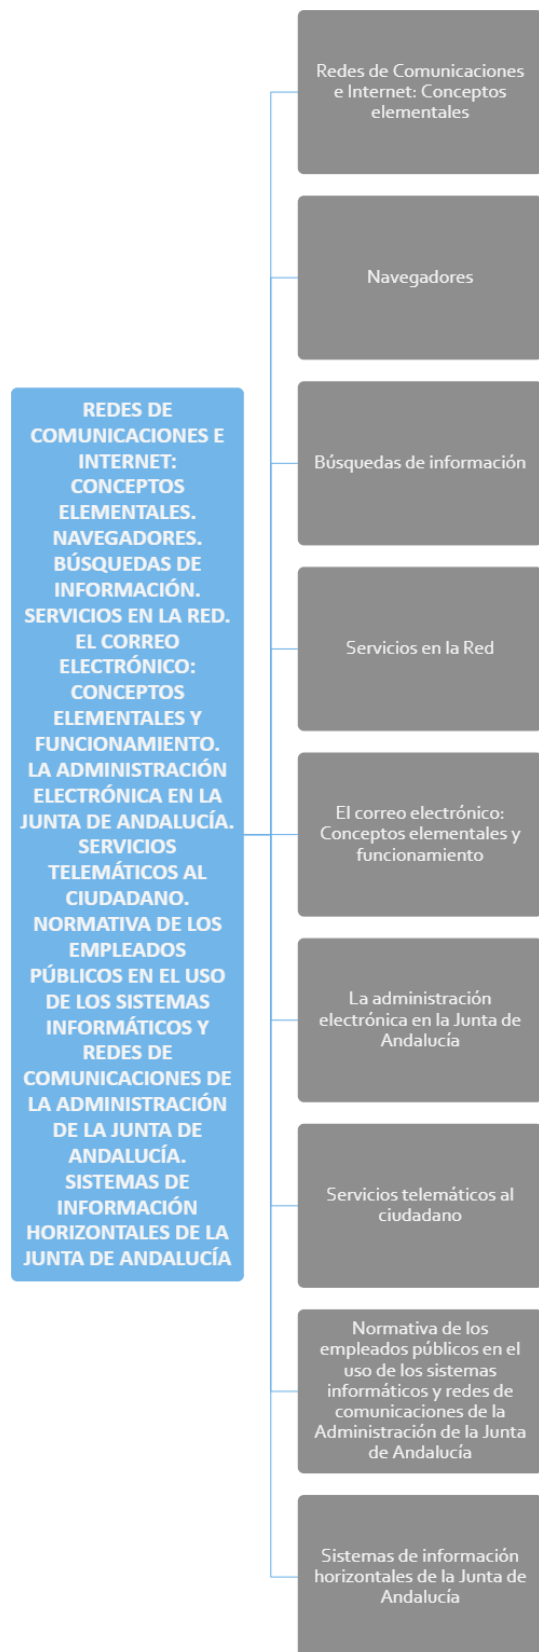 Redes de Comunicaciones
e Internet: Conceptos
elementales
Navegadores
Búsquedas de información
Servicios en la Red
El correo electrónico:
Conceptos elementales y
funcionamiento
La administración
electrónica en la Junta de
Andalucía
Servicios telemáticos al
ciudadano
Normativa de los
empleados públicos en el
uso de los sistemas
informáticos y redes de
comunicaciones de la
Administración de la Junta
de Andalucía
Sistemas de información
horizontales de la Junta de
Andalucía
REDES DE
COMUNICACIONES E
INTERNET:
CONCEPTOS
ELEMENTALES.
NAVEGADORES.
BÚSQUEDAS DE
INFORMACIÓN.
SERVICIOS EN LA RED.
EL CORREO
ELECTRÓNICO:
CONCEPTOS
ELEMENTALES Y
FUNCIONAMIENTO.
LA ADMINISTRACIÓN
ELECTRÓNICA EN LA
JUNTA DE ANDALUCÍA.
SERVICIOS
TELEMÁTICOS AL
CIUDADANO.
NORMATIVA DE LOS
EMPLEADOS
PÚBLICOS EN EL USO
DE LOS SISTEMAS
INFORMÁTICOS Y
REDES DE
COMUNICACIONES DE
LA ADMINISTRACIÓN
DE LA JUNTA DE
ANDALUCÍA.
SISTEMAS DE
INFORMACIÓN
HORIZONTALES DE LA
JUNTA DE ANDALUCÍA